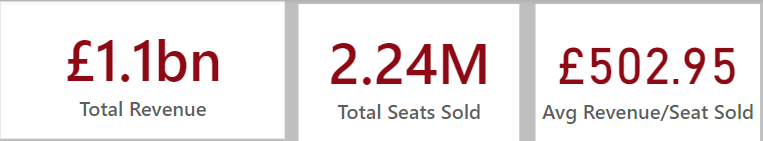 £1.1bn
Total Revenue
2.24M
Total Seats Sold
£502.95
Avg Revenue/Seat Sold